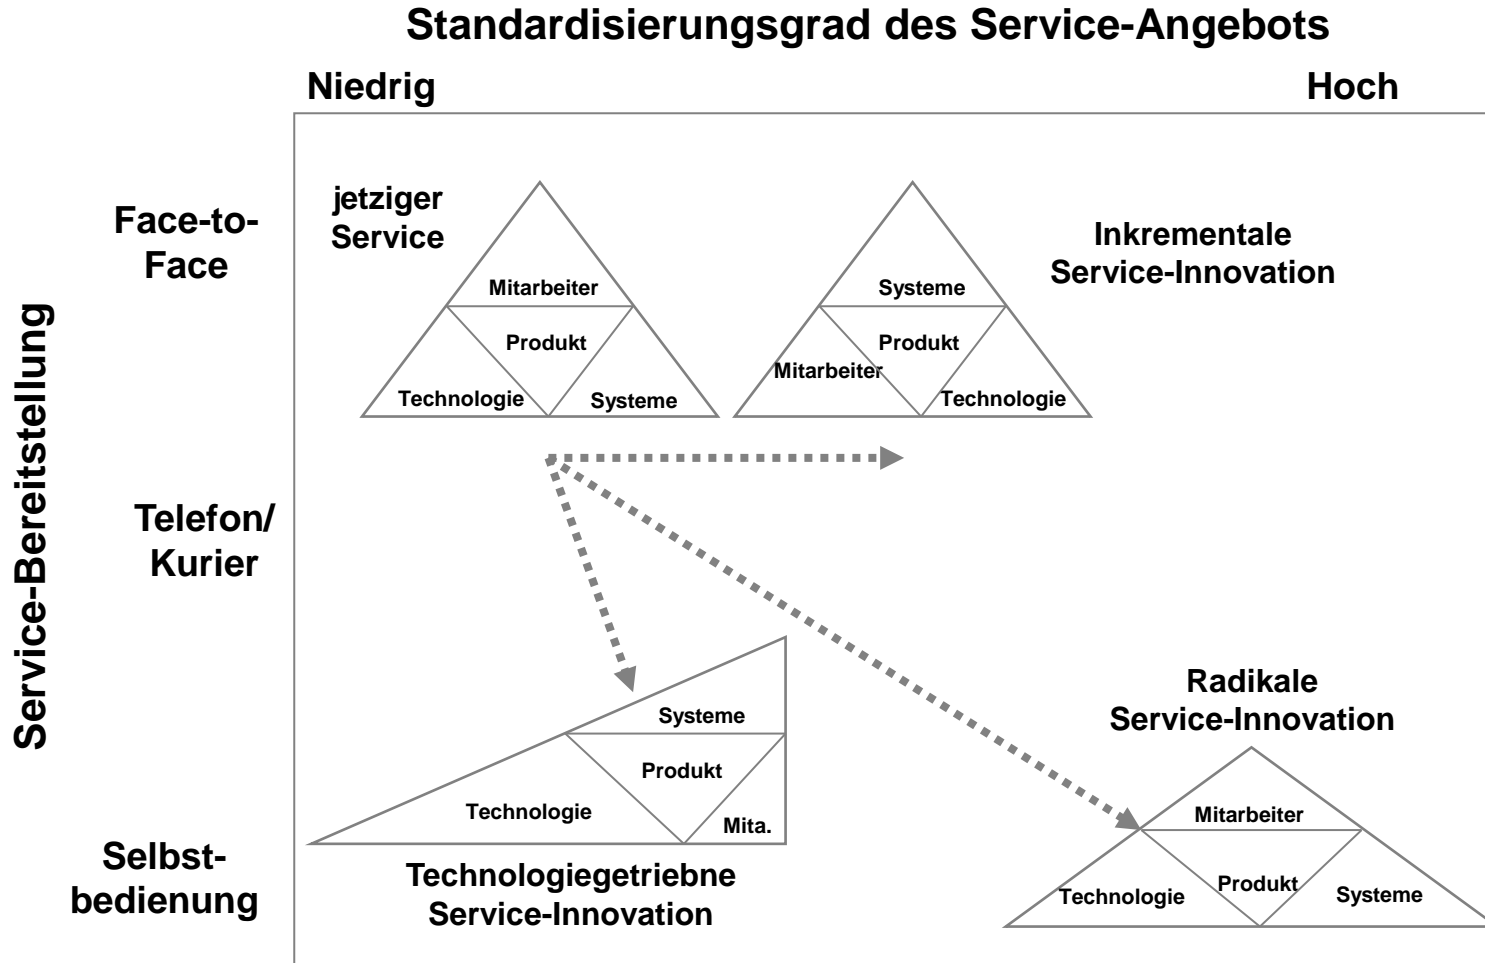 Standardisierungsgrad des Service-Angebots
Niedrig
Hoch
Service-Bereitstellung
Face-to-
Face
jetziger
Service
Mitarbeiter
Produkt
Technologie
Systeme
Systeme
Produkt
Mitarbeiter
Technologie
Inkrementale
Service-Innovation
Telefon/
Kurier
Selbst-
bedienung
Systeme
Produkt
Technologie
Mita.
Technologiegetriebne
Service-Innovation
Radikale
Service-Innovation
Mitarbeiter
Produkt
Technologie
Systeme